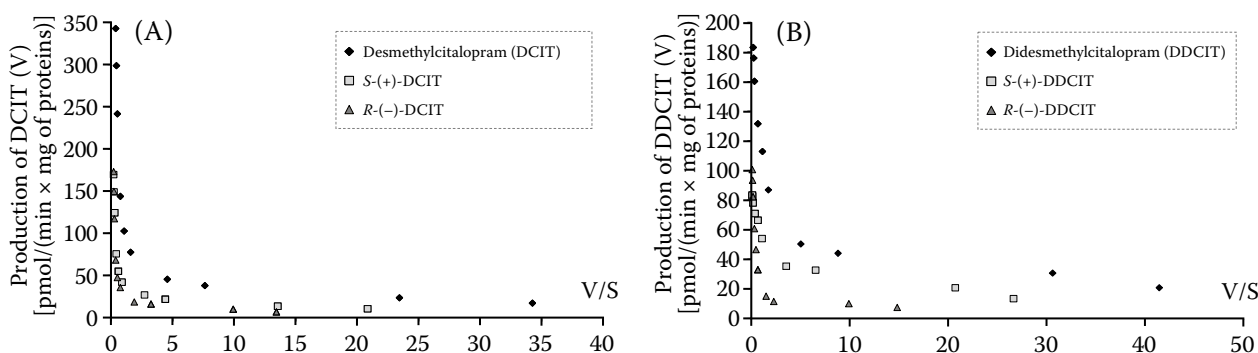 Production of DCIT (V)
[pmol/(min × mg of proteins)]
350
300
250
200
150
100
50
0
(A)
Desmethylcitalopram (DCIT)
S-(+)-DCIT
R-(−)-DCIT
V/S
0 5 10 15 20 25 30 35 40
Production of DDCIT (V)
[pmol/(min × mg of proteins)]
200
180
160
140
120
100
80
60
40
20
0
(B)
Didesmethylcitalopram (DDCIT)
S-(+)-DDCIT
R-(−)-DDCIT
V/S
0 10 20 30 40 50